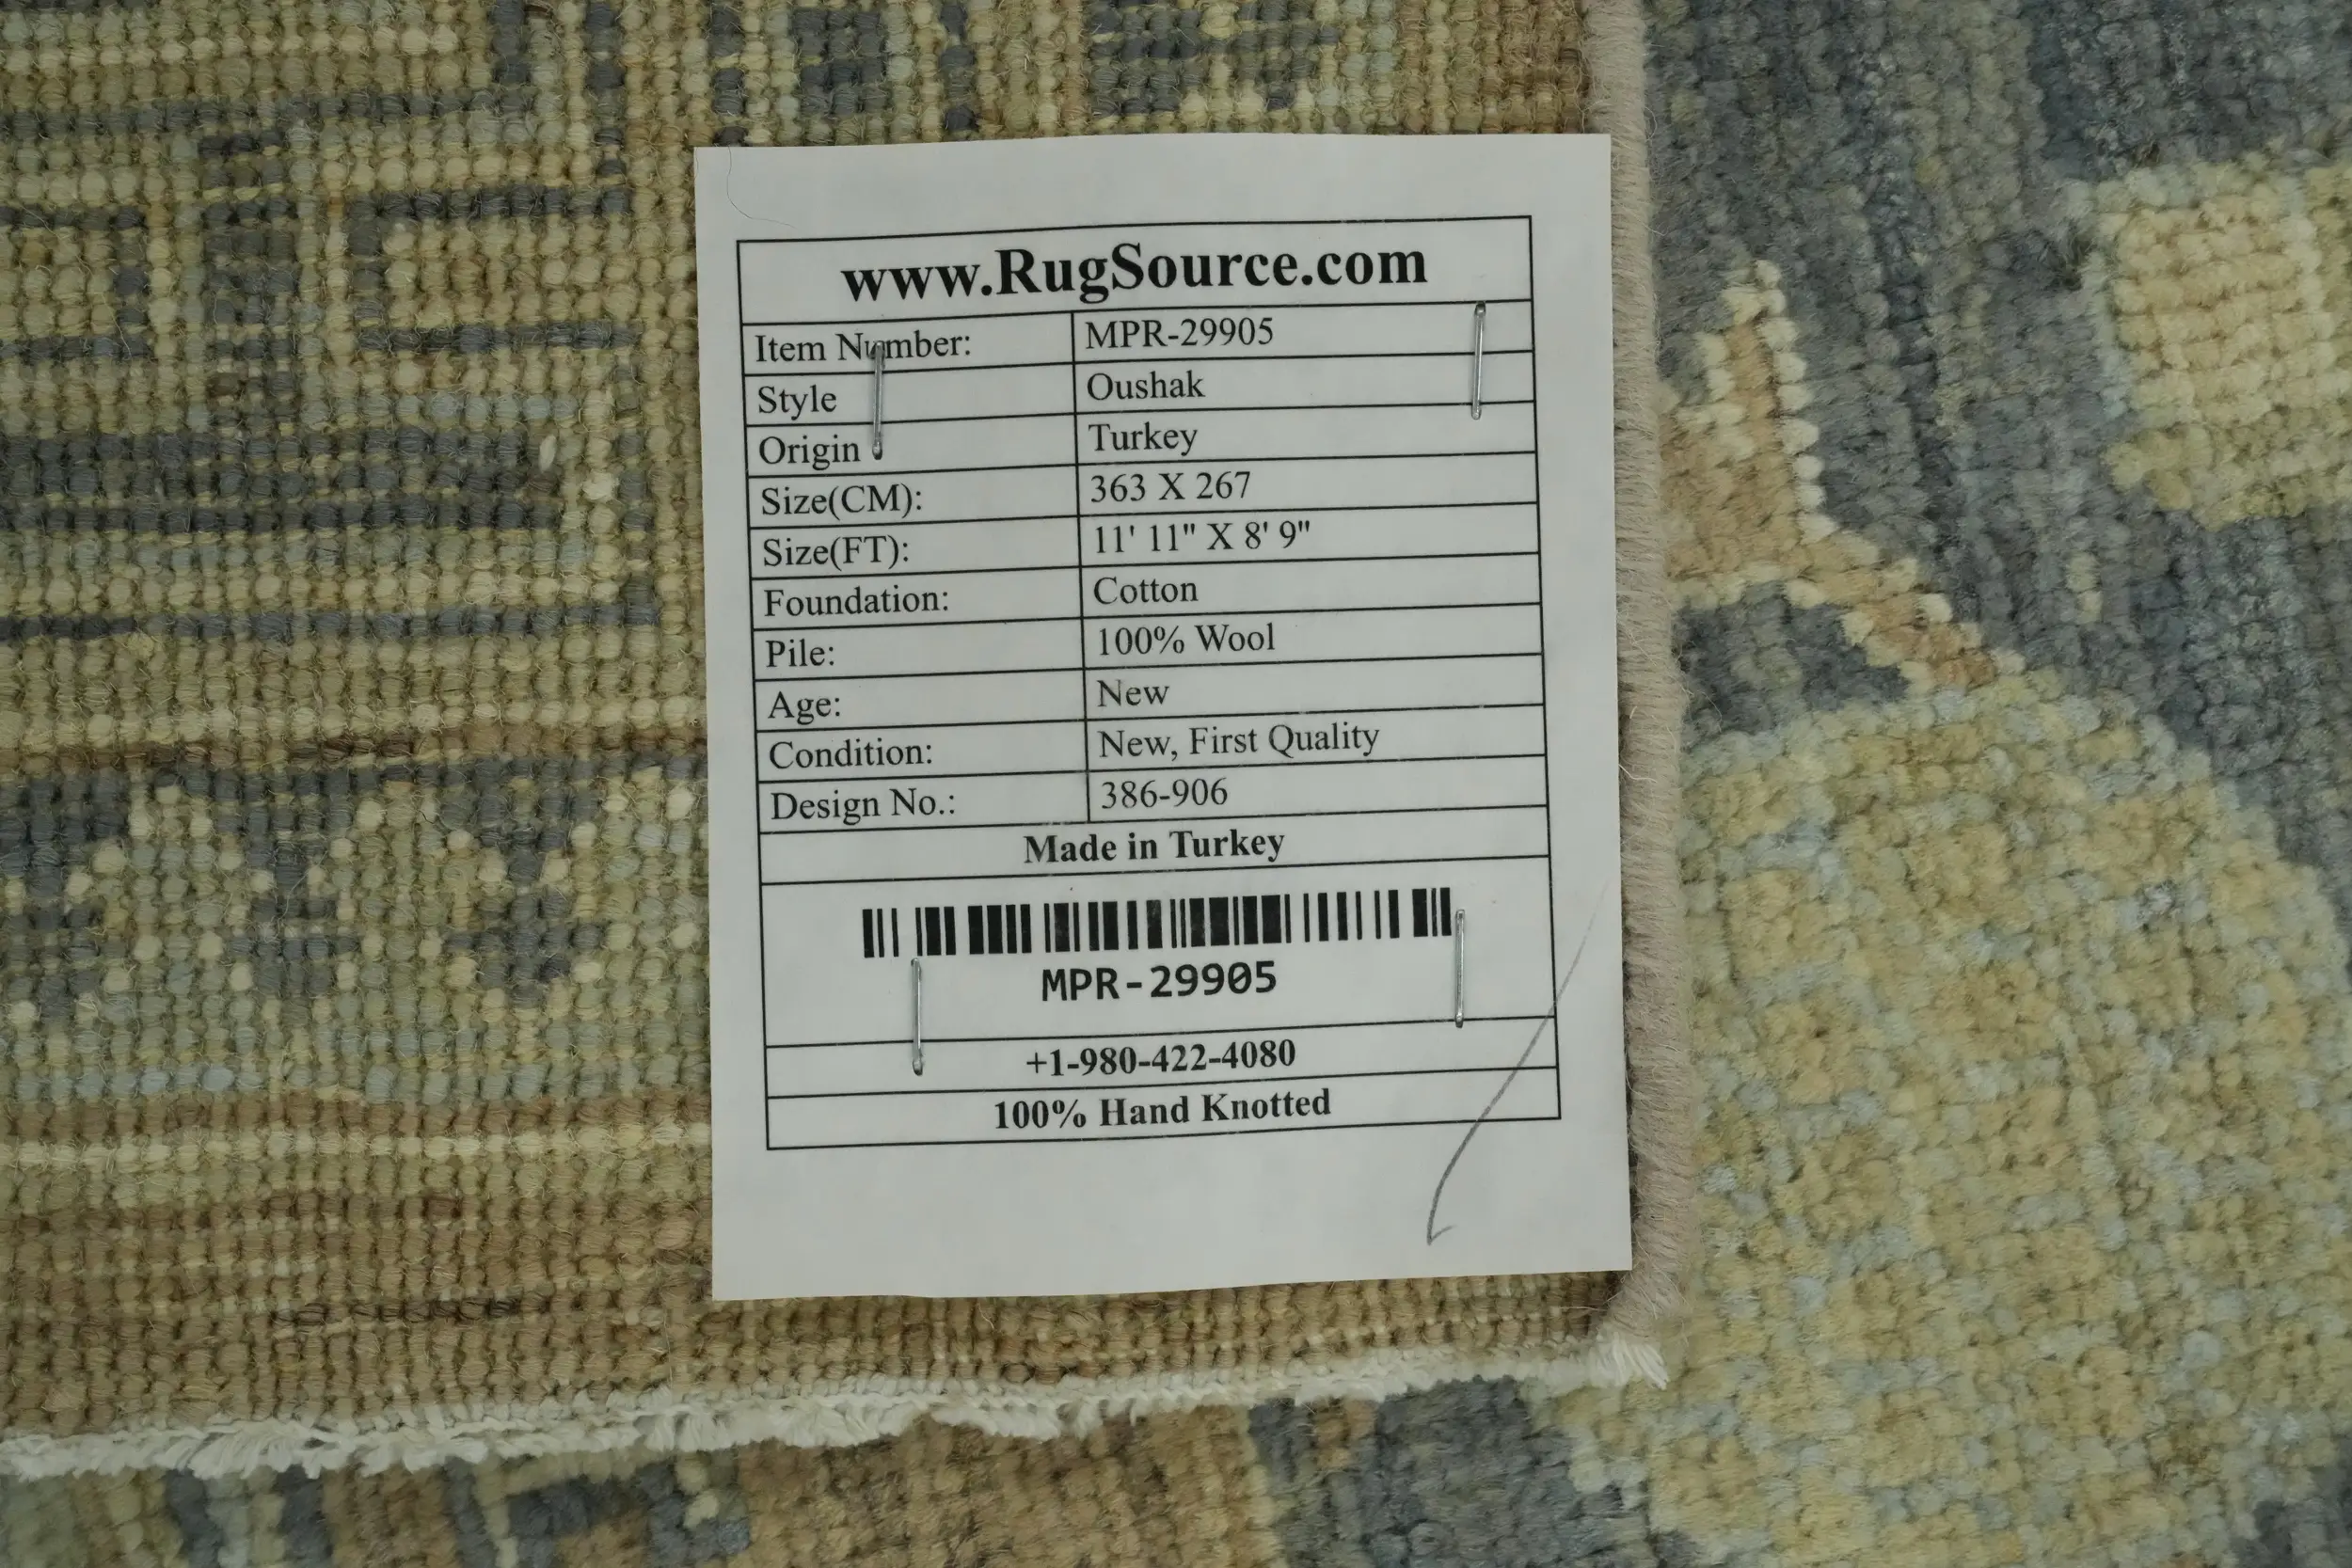 www.RugSource.com
Item Number: MPR-29905
Style Oushak
Origin Turkey
Size(CM): 363 X 267
Size(FT): 11' 11" X 8' 9"
Foundation: Cotton
Pile: 100% Wool
Age: New
Condition: New, First Quality
Design No.: 386-906
Made in Turkey
MPR-29905
+1-980-422-4080
100% Hand Knotted